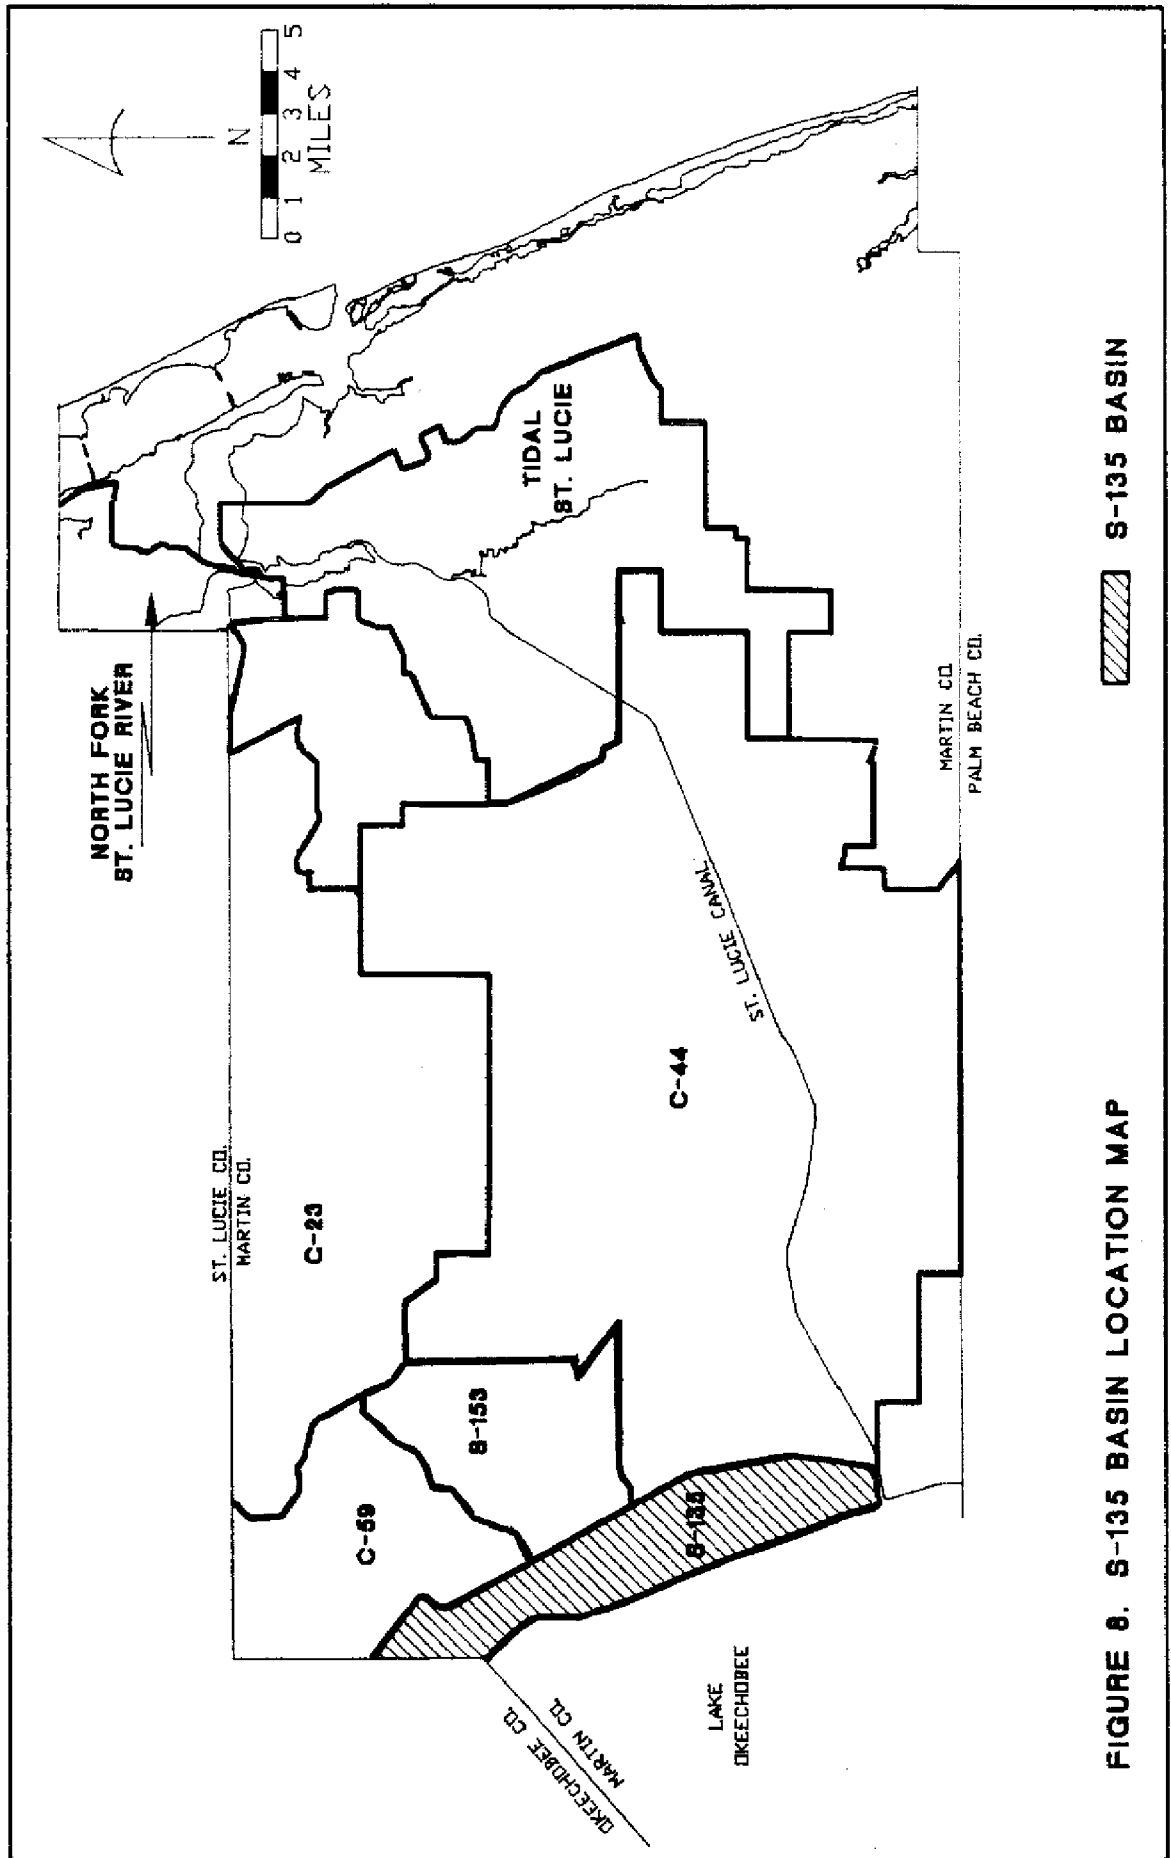 N
0 1 2 3 4 5
MILES
NORTH FORK
ST. LUCIE RIVER
ST. LUCIE CO.
MARTIN CO.
TIDAL
ST. LUCIE
C-23
C-59
S-153
C-44
ST. LUCIE CANAL
S-135
OKEECHOBEE CO.
MARTIN CO.
LAKE
OKEECHOBEE
MARTIN CO.
PALM BEACH CO.
FIGURE 8. S-135 BASIN LOCATION MAP
S-135 BASIN